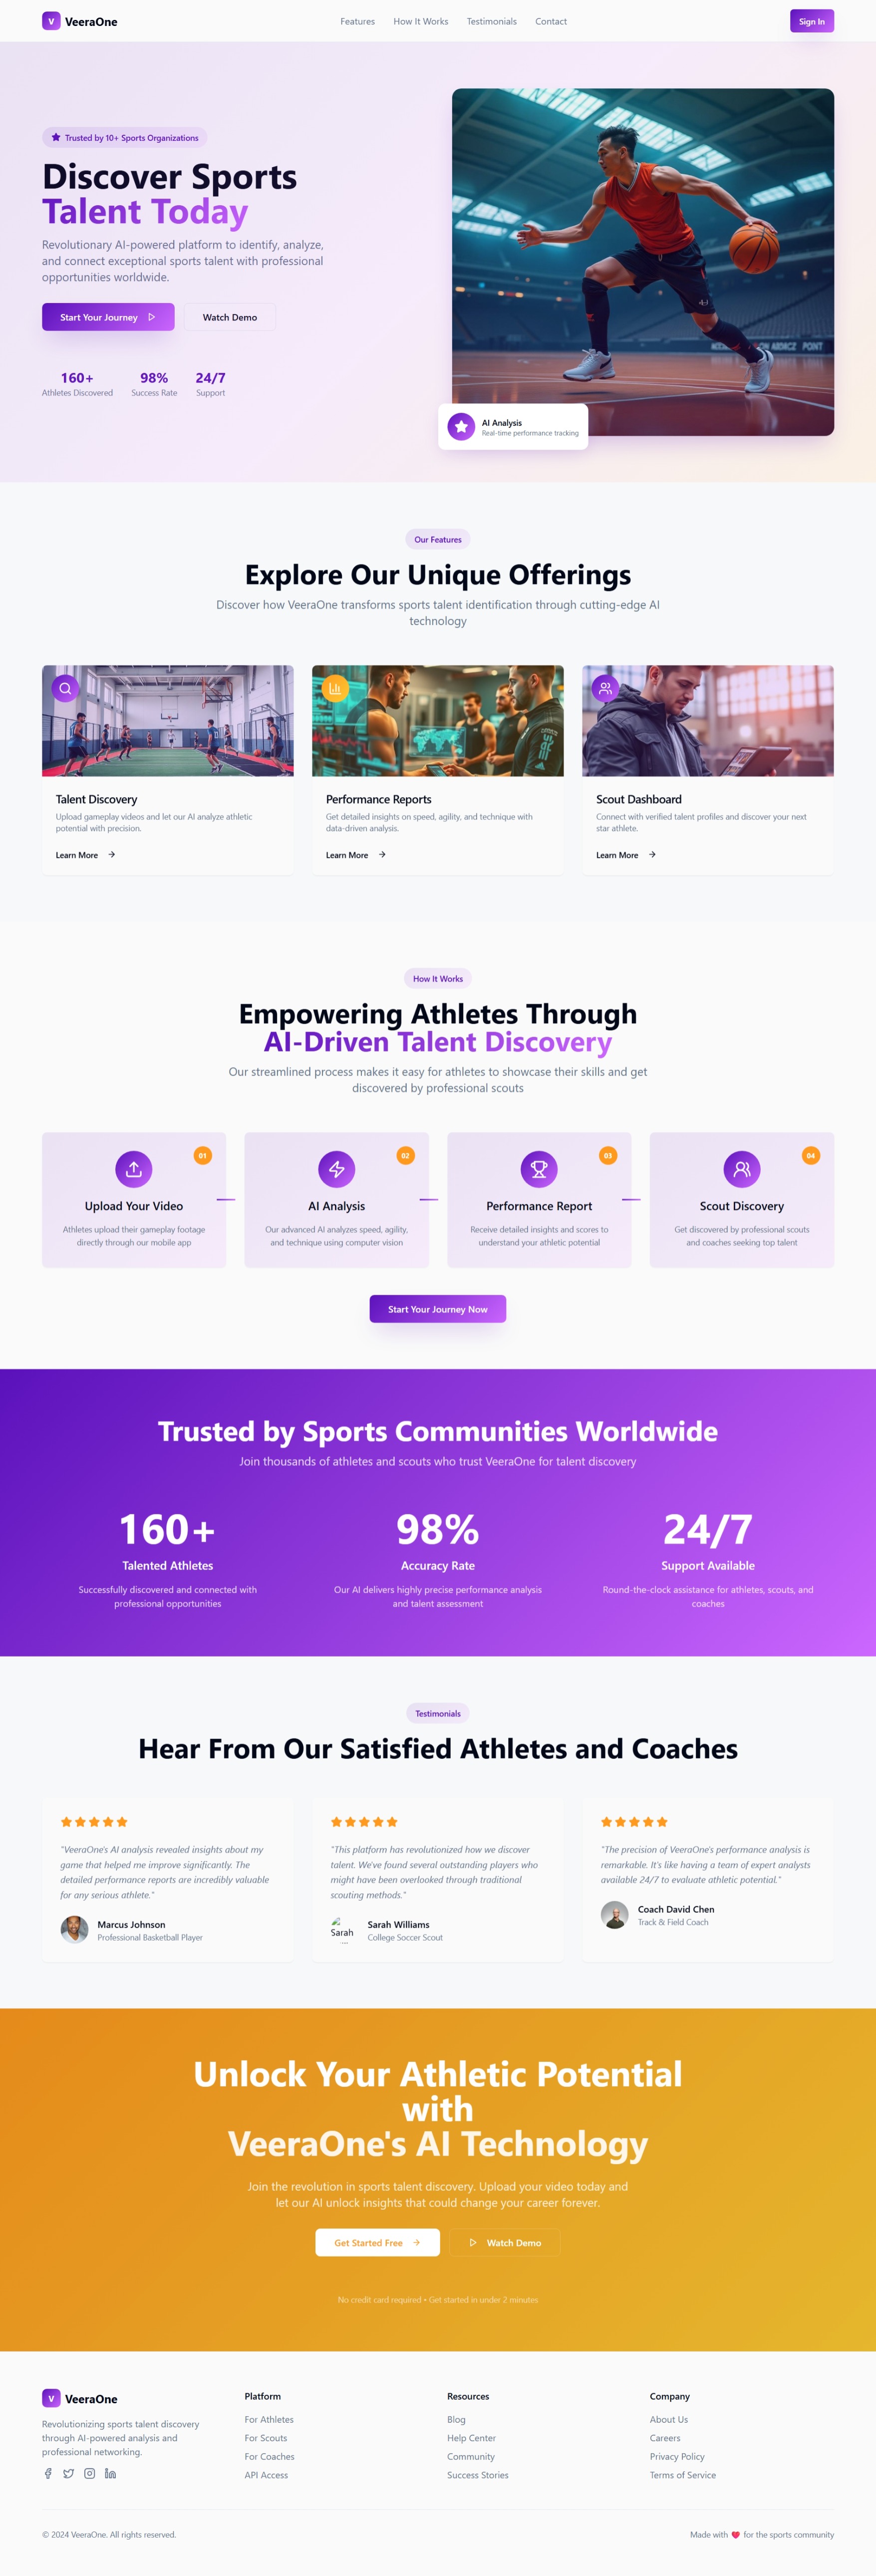 V VeeraOne
Features How It Works Testimonials Contact
Sign In
Trusted by 10+ Sports Organizations
Discover Sports
Talent Today
Revolutionary AI-powered platform to identify, analyze,
and connect exceptional sports talent with professional
opportunities worldwide.
Start Your Journey
Watch Demo
160+
Athletes Discovered
98%
Success Rate
24/7
Support
AI Analysis
Real-time performance tracking
Our Features
Explore Our Unique Offerings
Discover how VeeraOne transforms sports talent identification through cutting-edge AI
technology
Talent Discovery
Upload gameplay videos and let our AI analyze athletic
potential with precision.
Learn More
Performance Reports
Get detailed insights on speed, agility, and technique with
data-driven analysis.
Learn More
Scout Dashboard
Connect with verified talent profiles and discover your next
star athlete.
Learn More
How It Works
Empowering Athletes Through
AI-Driven Talent Discovery
Our streamlined process makes it easy for athletes to showcase their skills and get
discovered by professional scouts
01
Upload Your Video
Athletes upload their gameplay footage
directly through our mobile app
02
AI Analysis
Our advanced AI analyzes speed, agility,
and technique using computer vision
03
Performance Report
Receive detailed insights and scores to
understand your athletic potential
04
Scout Discovery
Get discovered by professional scouts
and coaches seeking top talent
Start Your Journey Now
Trusted by Sports Communities Worldwide
Join thousands of athletes and scouts who trust VeeraOne for talent discovery
160+
Talented Athletes
Successfully discovered and connected with
professional opportunities
98%
Accuracy Rate
Our AI delivers highly precise performance analysis
and talent assessment
24/7
Support Available
Round-the-clock assistance for athletes, scouts, and
coaches
Testimonials
Hear From Our Satisfied Athletes and Coaches
"VeeraOne's AI analysis revealed insights about my
game that helped me improve significantly. The
detailed performance reports are incredibly valuable
for any serious athlete."
Marcus Johnson
Professional Basketball Player
"This platform has revolutionized how we discover
talent. We've found several outstanding players who
might have been overlooked through traditional
scouting methods."
Sarah
Sarah Williams
College Soccer Scout
"The precision of VeeraOne's performance analysis is
remarkable. It's like having a team of expert analysts
available 24/7 to evaluate athletic potential."
Coach David Chen
Track & Field Coach
Unlock Your Athletic Potential
with
VeeraOne's AI Technology
Join the revolution in sports talent discovery. Upload your video today and
let our AI unlock insights that could change your career forever.
Get Started Free
Watch Demo
No credit card required • Get started in under 2 minutes
V VeeraOne
Revolutionizing sports talent discovery
through AI-powered analysis and
professional networking.
Platform
For Athletes
For Scouts
For Coaches
API Access
Resources
Blog
Help Center
Community
Success Stories
Company
About Us
Careers
Privacy Policy
Terms of Service
© 2024 VeeraOne. All rights reserved.
Made with ❤️ for the sports community